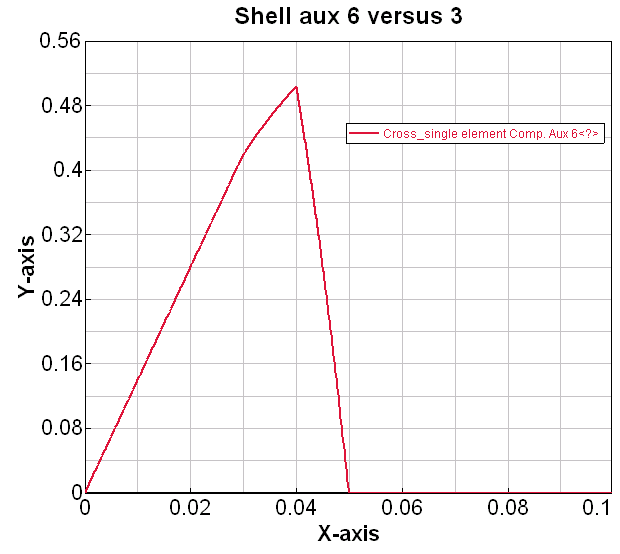 Shell aux 6 versus 3
0.56
0.48
Cross_single element Comp. Aux 6<?>
0.4
0.32
Y-axis
0.24
0.16
0.08
0
0 0.02 0.04 0.06 0.08 0.1
X-axis